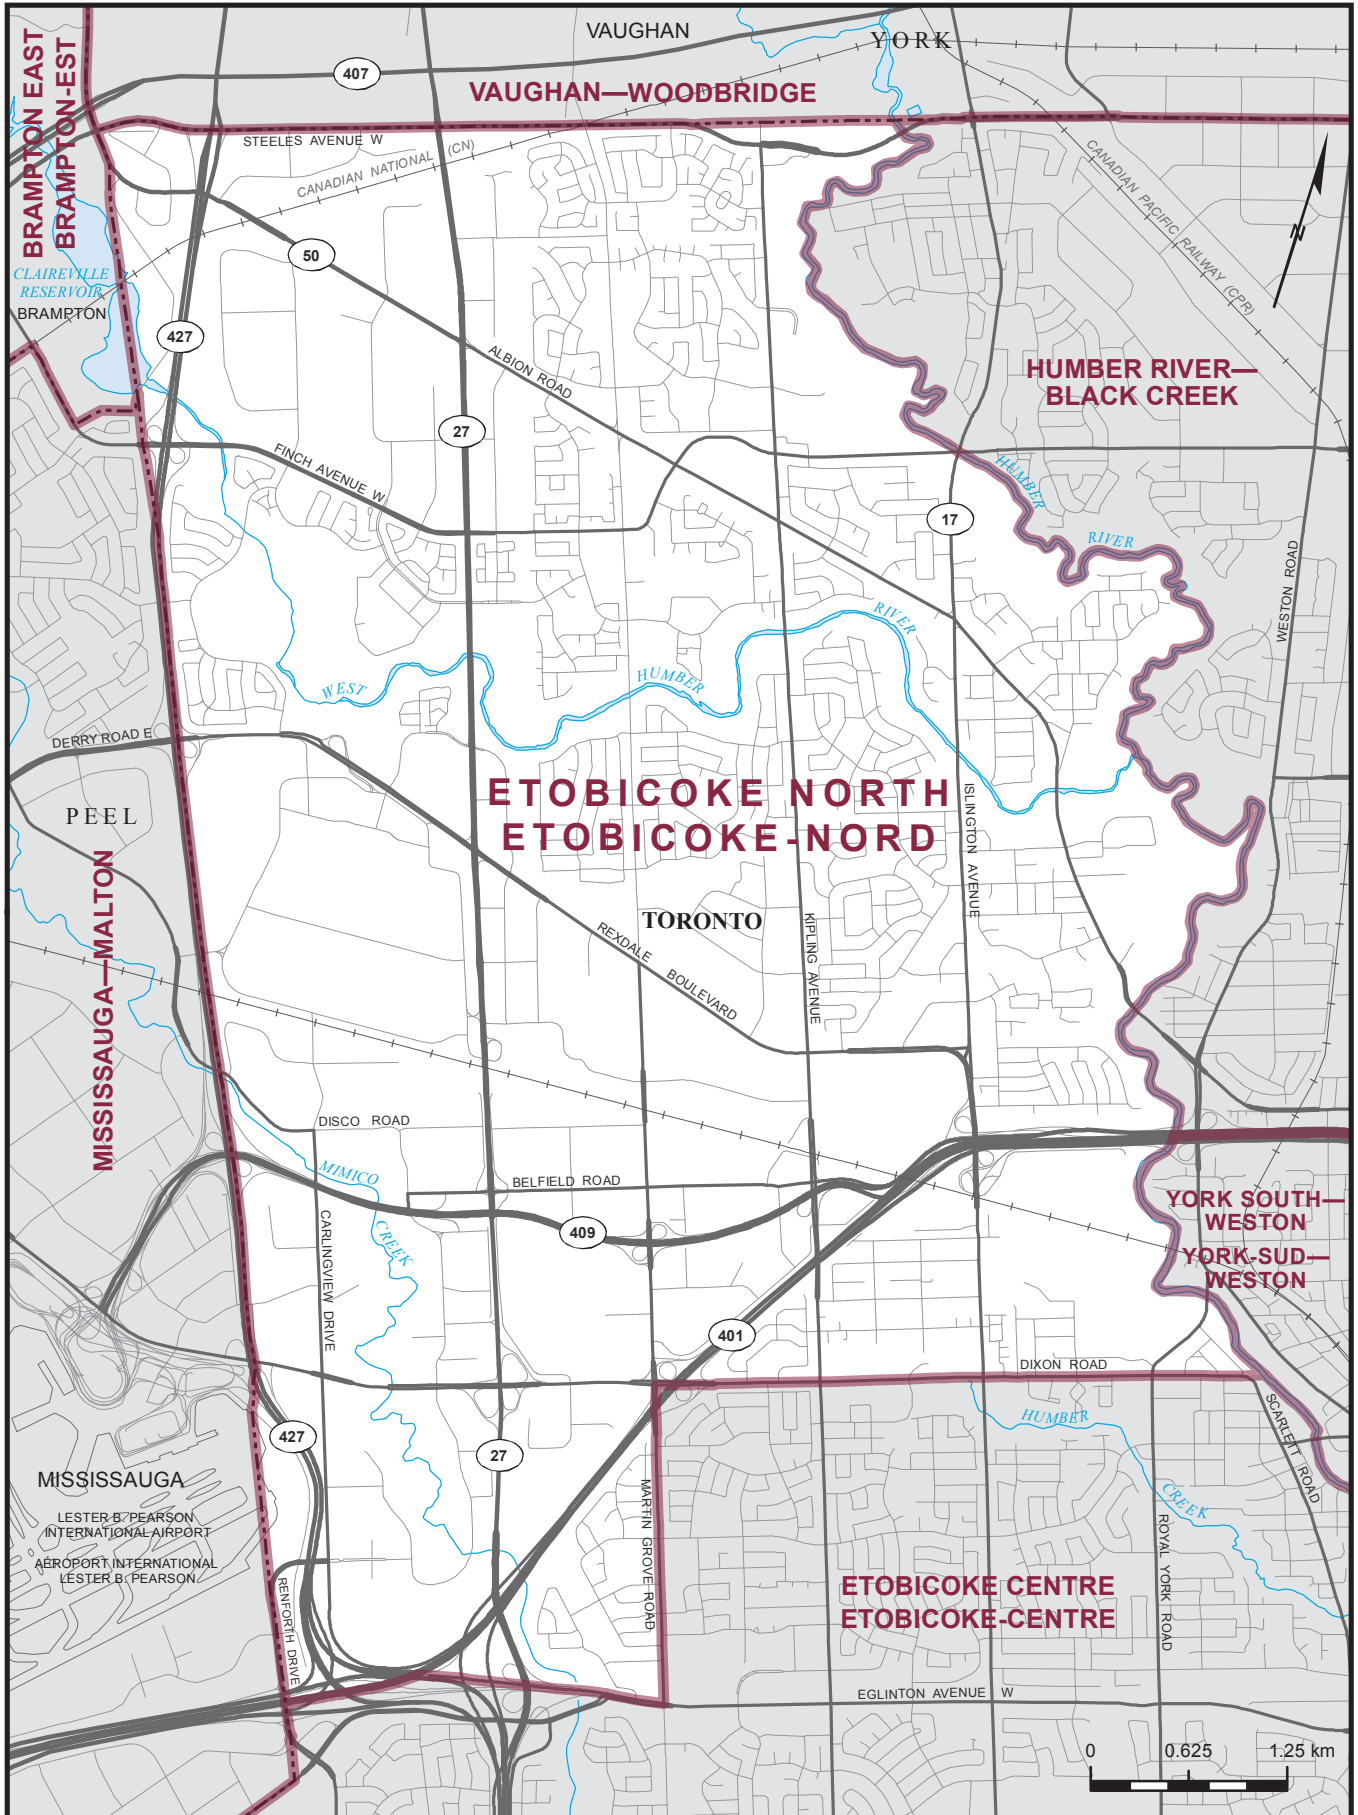 VAUGHAN
YORK
BRAMPTON EAST
BRAMPTON-EST
407
VAUGHAN—WOODBRIDGE
STEELES AVENUE W
CANADIAN NATIONAL (CN)
CANADIAN PACIFIC RAILWAY (CPR)
N
50
CLAIREVILLE
RESERVOIR
BRAMPTON
427
ALBION ROAD
HUMBER RIVER—
BLACK CREEK
27
FINCH AVENUE W
HUMBER
RIVER
17
WESTON ROAD
RIVER
HUMBER
WEST
DERRY ROAD E
PEEL
ETOBICOKE NORTH
ETOBICOKE-NORD
ISLINGTON AVENUE
MISSISSAUGA—MALTON
TORONTO
KIPLING AVENUE
REXDALE BOULEVARD
DISCO ROAD
MIMICO
CREEK
BELFIELD ROAD
CARLINGVIEW DRIVE
409
YORK SOUTH—
WESTON
YORK-SUD—
WESTON
401
DIXON ROAD
SCARLETT ROAD
HUMBER
CREEK
427
27
MARTIN GROVE ROAD
ROYAL YORK ROAD
MISSISSAUGA
LESTER B. PEARSON
INTERNATIONAL AIRPORT
AÉROPORT INTERNATIONAL
LESTER B. PEARSON
RENFORTH DRIVE
ETOBICOKE CENTRE
ETOBICOKE-CENTRE
EGLINTON AVENUE W
0 0.625 1.25 km